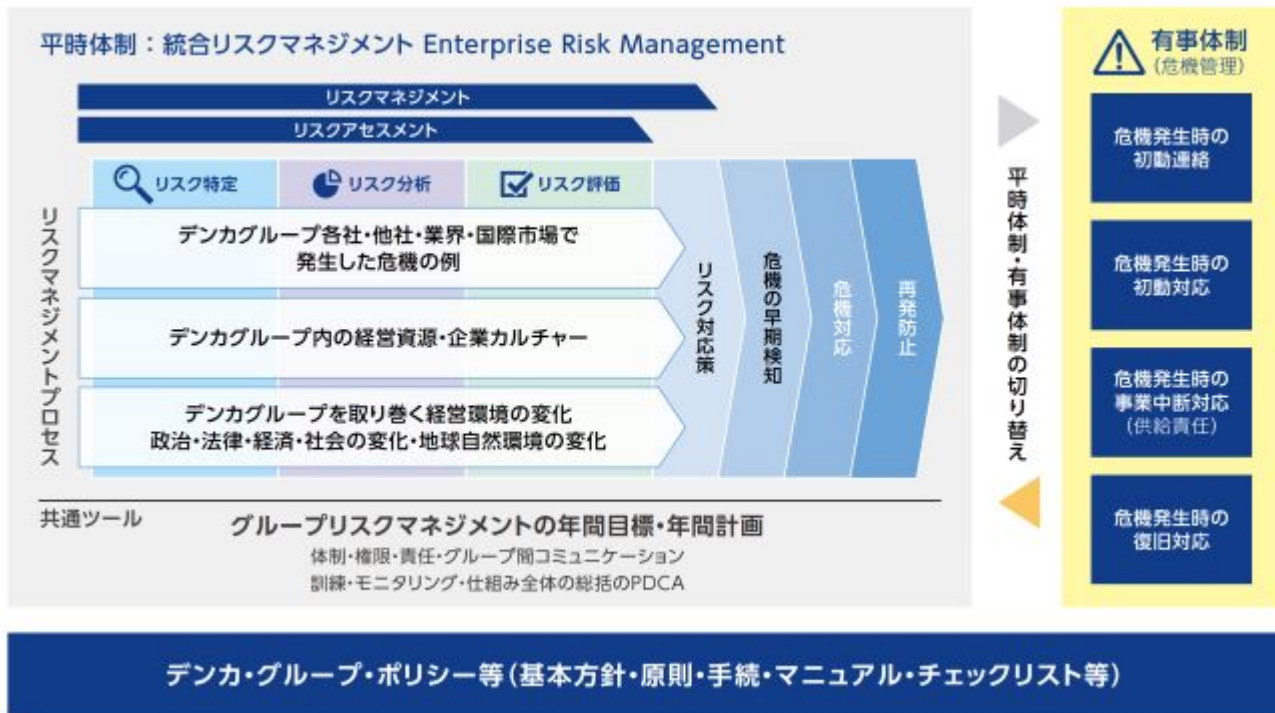 平時体制：統合リスクマネジメント Enterprise Risk Management
リスクマネジメント
リスクアセスメント
リスクマネジメントプロセス
リスク特定
リスク分析
リスク評価
デンカグループ各社・他社・業界・国際市場で
発生した危機の例
デンカグループ内の経営資源・企業カルチャー
デンカグループを取り巻く経営環境の変化
政治・法律・経済・社会の変化・地球自然環境の変化
リスク対応策
危機の早期検知
危機対応
再発防止
共通ツール
グループリスクマネジメントの年間目標・年間計画
体制・権限・責任・グループ間コミュニケーション
訓練・モニタリング・仕組み全体の総括のPDCA
平時体制・有事体制の切り替え
有事体制
（危機管理）
危機発生時の
初動連絡
危機発生時の
初動対応
危機発生時の
事業中断対応
（供給責任）
危機発生時の
復旧対応
デンカ・グループ・ポリシー等（基本方針・原則・手続・マニュアル・チェックリスト等）